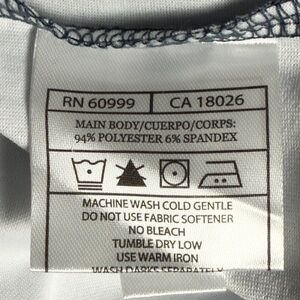 RN 60999 CA 18026
MAIN BODY/CUERPO/CORPS:
94% POLYESTER 6% SPANDEX
MACHINE WASH COLD GENTLE
DO NOT USE FABRIC SOFTENER
NO BLEACH
TUMBLE DRY LOW
USE WARM IRON
WASH DARKS SEPARATELY